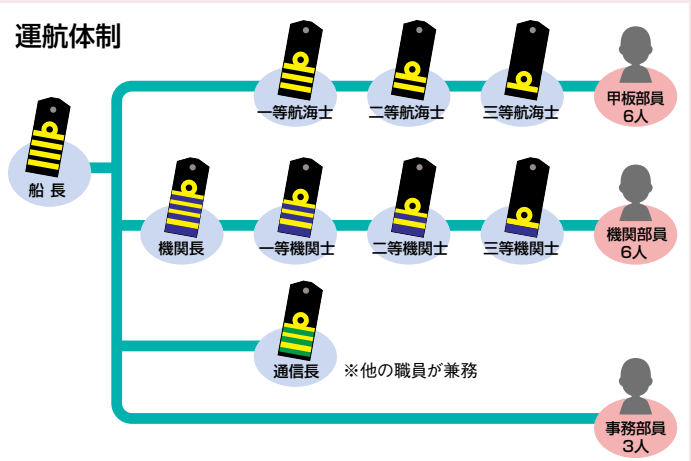 運航体制
船 長
一等航海士
二等航海士
三等航海士
甲板部員
6人
機関長
一等機関士
二等機関士
三等機関士
機関部員
6人
通信長
※他の職員が兼務
事務部員
3人